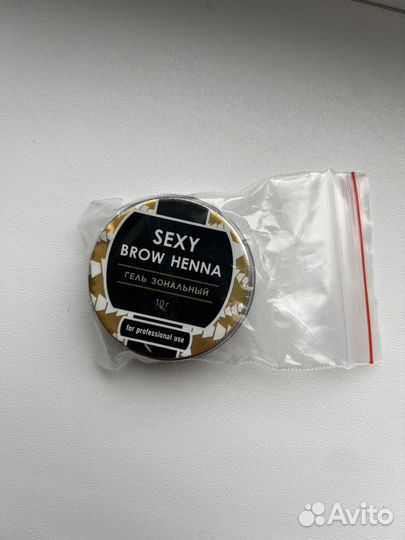 SEXY
BROW HENNA
ГЕЛЬ ЗОНАЛЬНЫЙ
10 г
for professional use
Avito